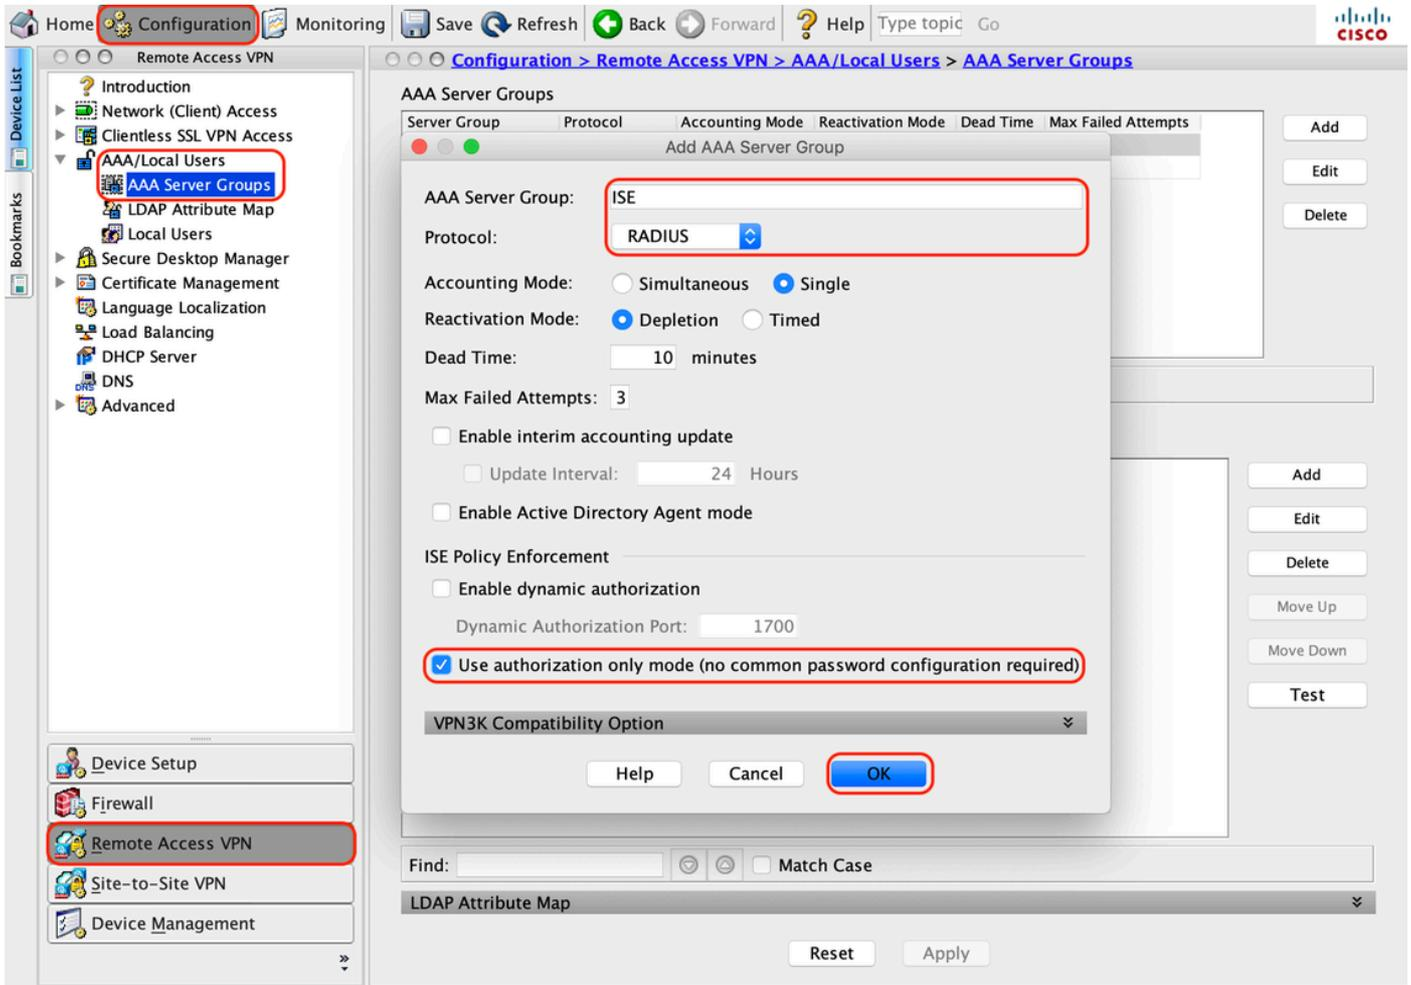 Home Configuration Monitoring Save Refresh Back Forward Help Type topic Go
cisco
Device List
Bookmarks
Remote Access VPN
Introduction
Network (Client) Access
Clientless SSL VPN Access
AAA/Local Users
AAA Server Groups
LDAP Attribute Map
Local Users
Secure Desktop Manager
Certificate Management
Language Localization
Load Balancing
DHCP Server
DNS
Advanced
Device Setup
Firewall
Remote Access VPN
Site-to-Site VPN
Device Management
Configuration > Remote Access VPN > AAA/Local Users > AAA Server Groups
AAA Server Groups
Server Group Protocol Accounting Mode Reactivation Mode Dead Time Max Failed Attempts
Add
Edit
Delete
Add AAA Server Group
AAA Server Group: ISE
Protocol: RADIUS
Accounting Mode: Simultaneous Single
Reactivation Mode: Depletion Timed
Dead Time: 10 minutes
Max Failed Attempts: 3
Enable interim accounting update
Update Interval: 24 Hours
Enable Active Directory Agent mode
ISE Policy Enforcement
Enable dynamic authorization
Dynamic Authorization Port: 1700
Use authorization only mode (no common password configuration required)
VPN3K Compatibility Option
Help Cancel OK
Add
Edit
Delete
Move Up
Move Down
Test
Find: Match Case
LDAP Attribute Map
Reset Apply